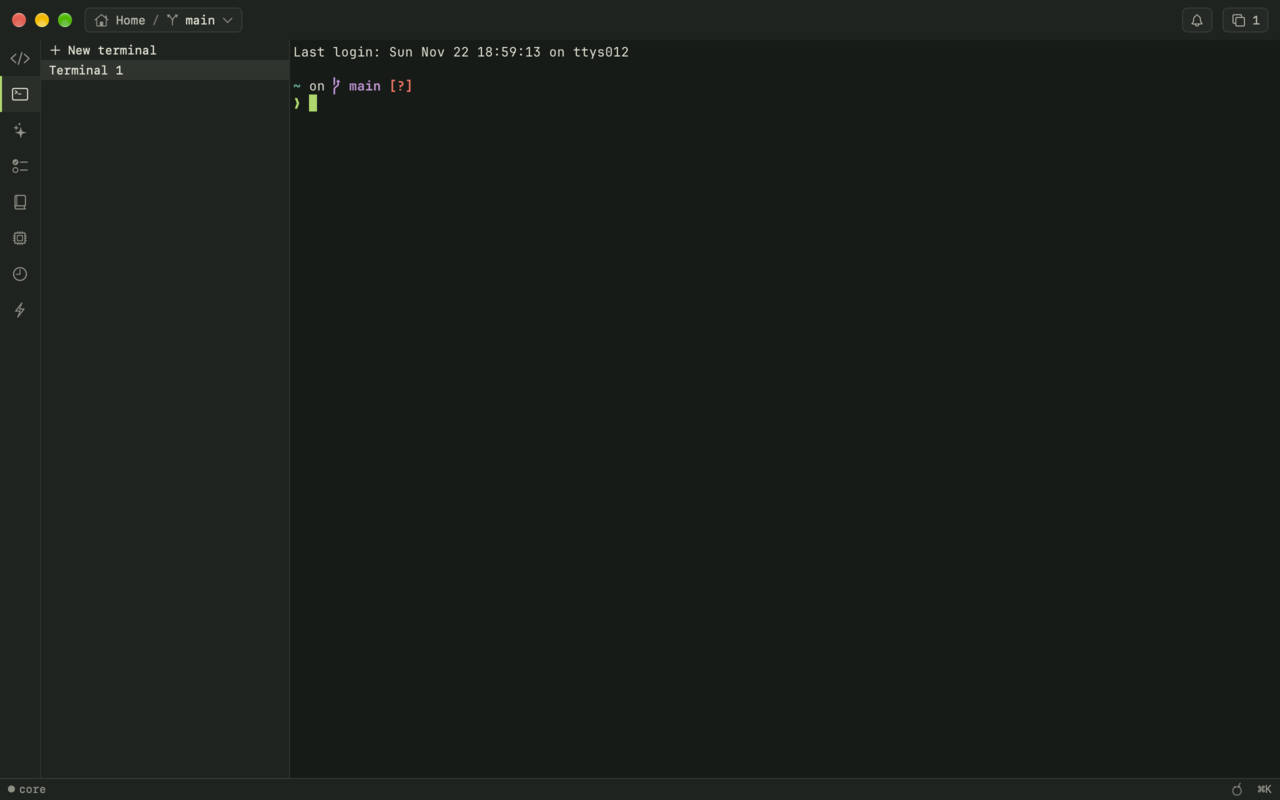 Home / main
1
+ New terminal
Terminal 1
Last login: Sun Nov 22 18:59:13 on ttys012
~ on main [?]
❯
core
⌘K